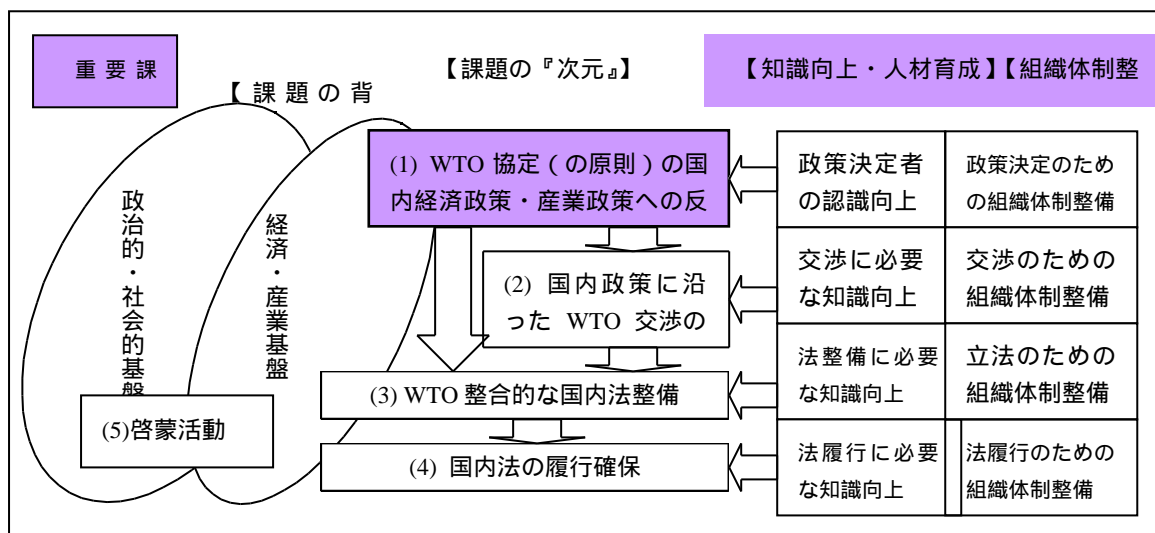 重要課
【課題の『次元』】
【知識向上・人材育成】【組織体制整
【課題の背
(1) WTO 協定(の原則)の国
内経済政策・産業政策への反
政策決定者
の認識向上
政策決定のため
の組織体制整備
政治的・社会的基盤
経済・産業基盤
(2) 国内政策に沿
った WTO 交渉の
交渉に必要
な知識向上
交渉のための
組織体制整備
(3) WTO 整合的な国内法整備
法整備に必要
な知識向上
立法のための
組織体制整備
(5)啓蒙活動
(4) 国内法の履行確保
法履行に必要
な知識向上
法履行のための
組織体制整備